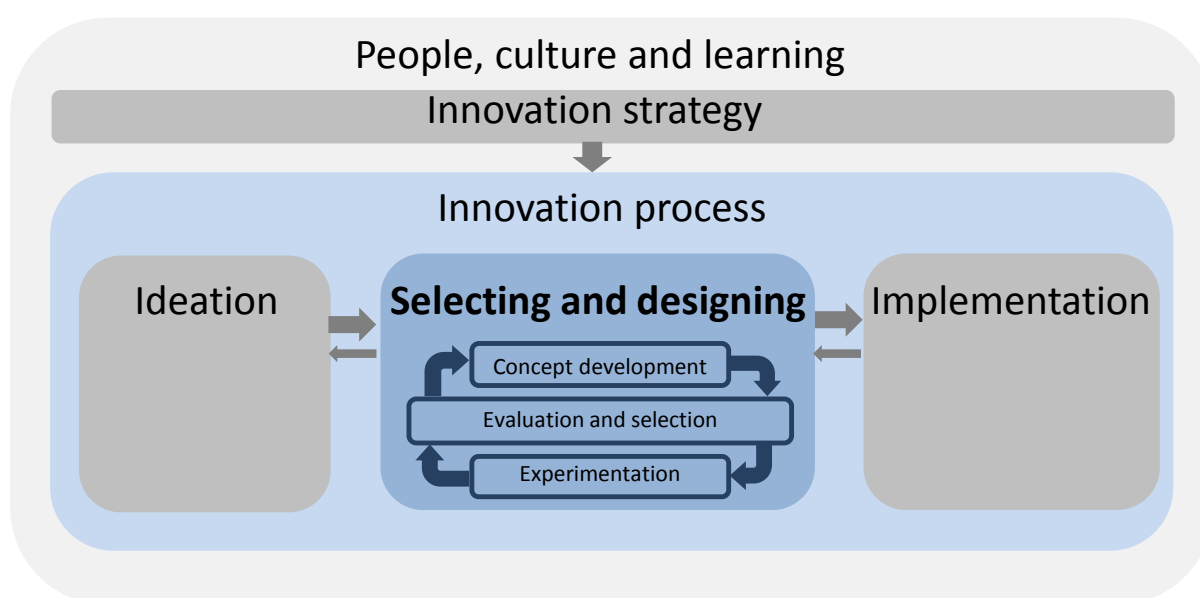 People, culture and learning
Innovation strategy
Innovation process
Ideation
Selecting and designing
Implementation
Concept development
Evaluation and selection
Experimentation